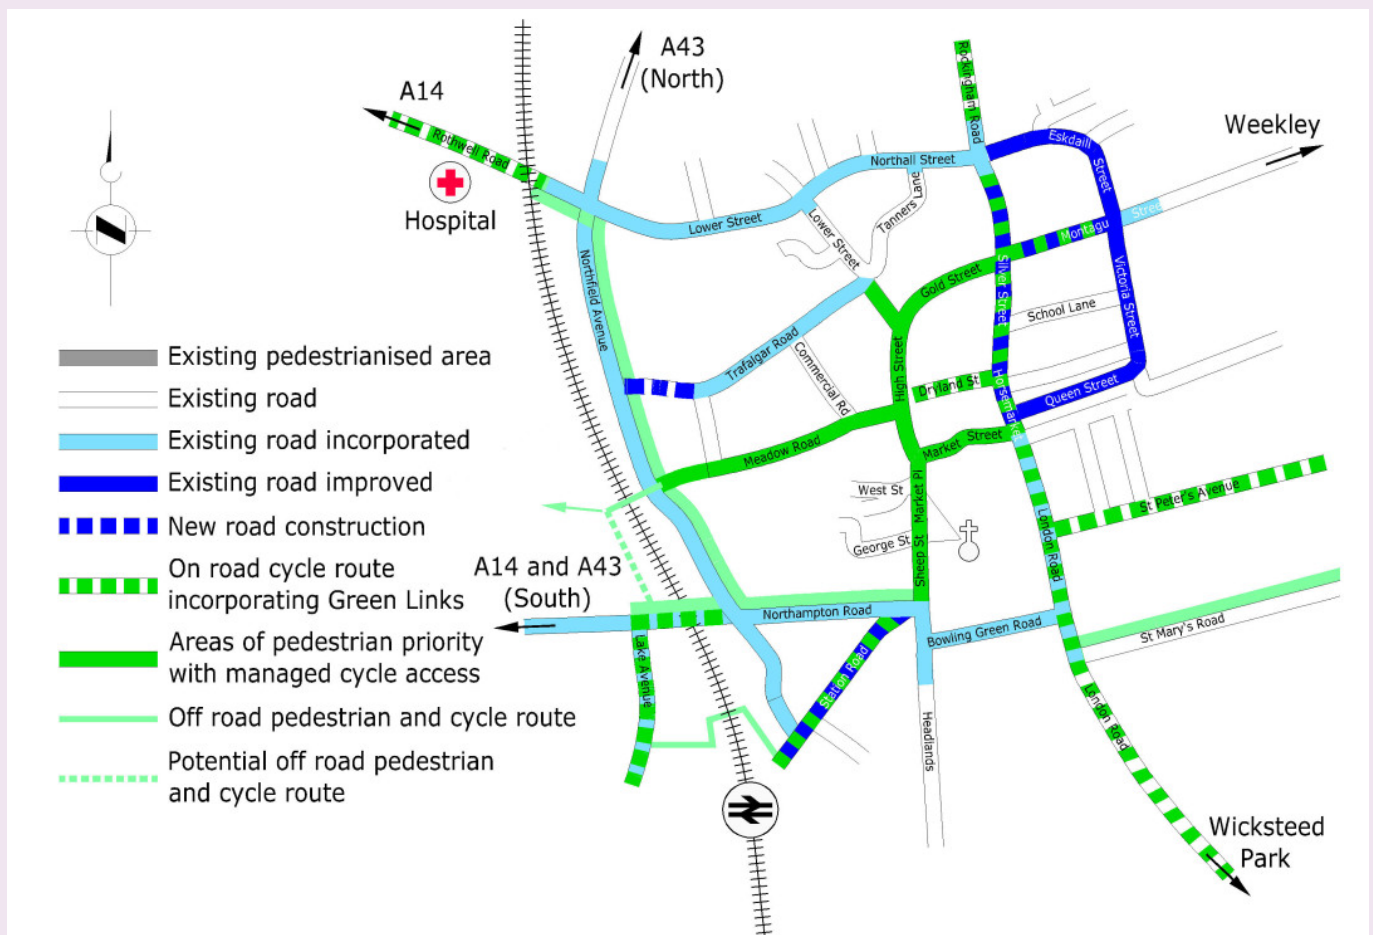 A43
(North)
A14
Rothwell Road
Hospital
Rockingham Road
Weekley
Eskdaill
Street
Northall Street
Tanners Lane
Lower Street
Lower Street
Montagu
Street
Gold Street
Silver Street
Victoria Street
School Lane
Northfield Avenue
Trafalgar Road
Commercial Rd
High Street
Dryland St
Horsemarket
Queen Street
Meadow Road
Market Street
West St
Market Pl
George St
Sheep St
London Road
St Peter's Avenue
A14 and A43
(South)
Northampton Road
Bowling Green Road
St Mary's Road
Lake Avenue
Station Road
Headlands
London Road
Wicksteed
Park
Existing pedestrianised area
Existing road
Existing road incorporated
Existing road improved
New road construction
On road cycle route
incorporating Green Links
Areas of pedestrian priority
with managed cycle access
Off road pedestrian and cycle route
Potential off road pedestrian
and cycle route